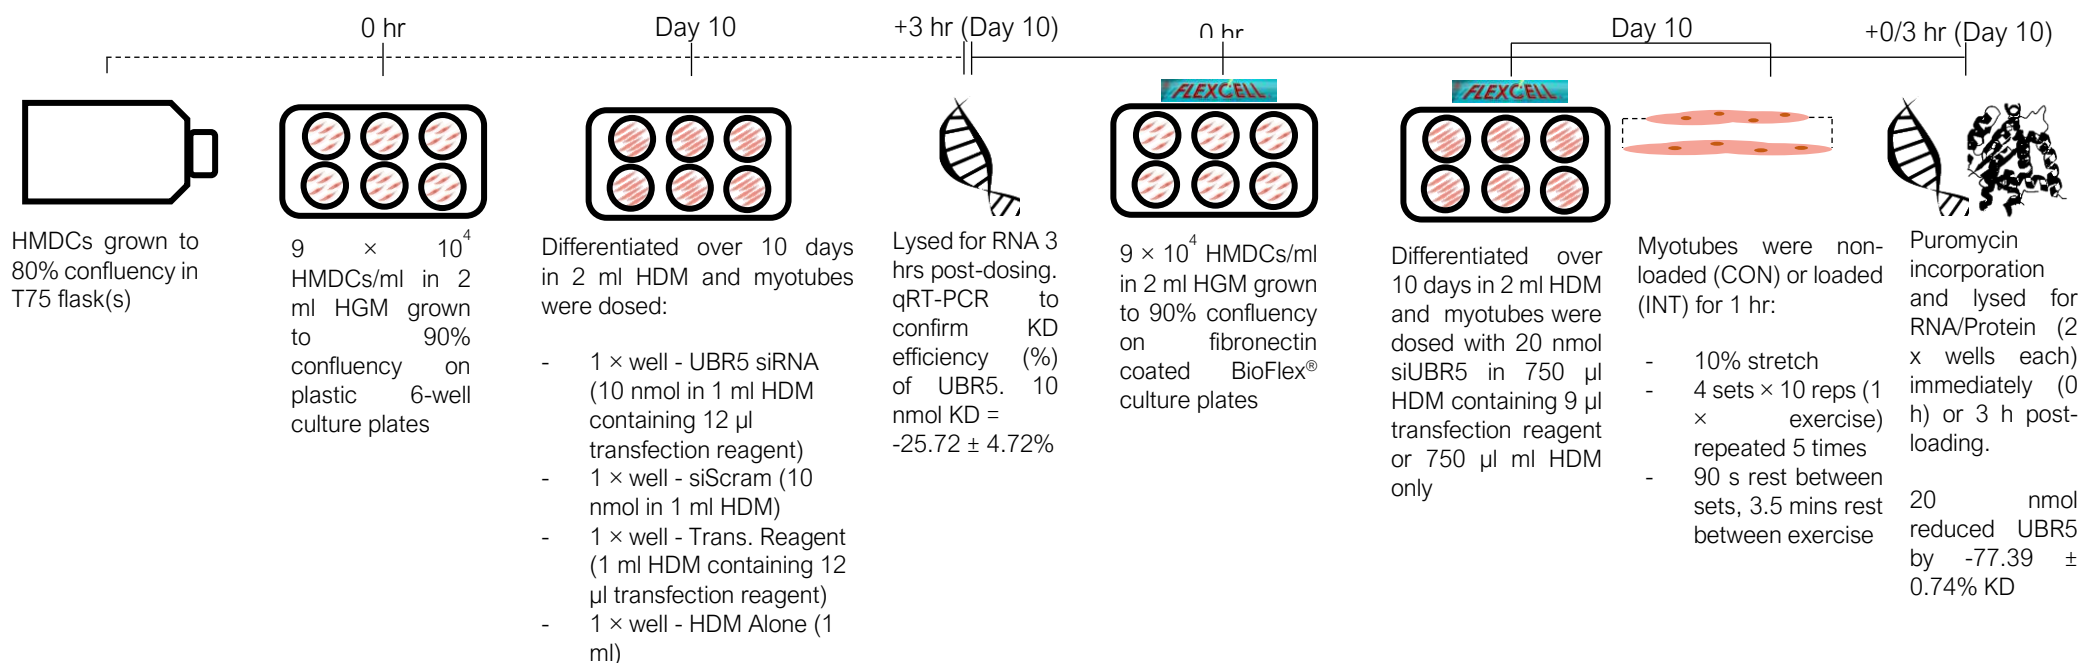 0 hr
Day 10
+3 hr (Day 10)
0 hr
Day 10
+0/3 hr (Day 10)
FLEXCELL
FLEXCELL
HMDCs grown to
80% confluency in
T75 flask(s)
9 × 10⁴
HMDCs/ml in 2
ml HGM grown
to 90%
confluency on
plastic 6-well
culture plates
Differentiated over 10 days
in 2 ml HDM and myotubes
were dosed:
- 1 × well - UBR5 siRNA
(10 nmol in 1 ml HDM
containing 12 µl
transfection reagent)
- 1 × well - siScram (10
nmol in 1 ml HDM)
- 1 × well - Trans. Reagent
(1 ml HDM containing 12
µl transfection reagent)
- 1 × well - HDM Alone (1
ml)
Lysed for RNA 3
hrs post-dosing.
qRT-PCR to
confirm KD
efficiency (%)
of UBR5. 10
nmol KD =
-25.72 ± 4.72%
9 × 10⁴ HMDCs/ml
in 2 ml HGM grown
to 90% confluency
on fibronectin
coated BioFlex®
culture plates
Differentiated over
10 days in 2 ml HDM
and myotubes were
dosed with 20 nmol
siUBR5 in 750 µl
HDM containing 9 µl
transfection reagent
or 750 µl ml HDM
only
Myotubes were non-
loaded (CON) or loaded
(INT) for 1 hr:
- 10% stretch
- 4 sets × 10 reps (1
× exercise)
repeated 5 times
- 90 s rest between
sets, 3.5 mins rest
between exercise
Puromycin
incorporation
and lysed for
RNA/Protein (2
x wells each)
immediately (0
h) or 3 h post-
loading.
20 nmol
reduced UBR5
by -77.39 ±
0.74% KD